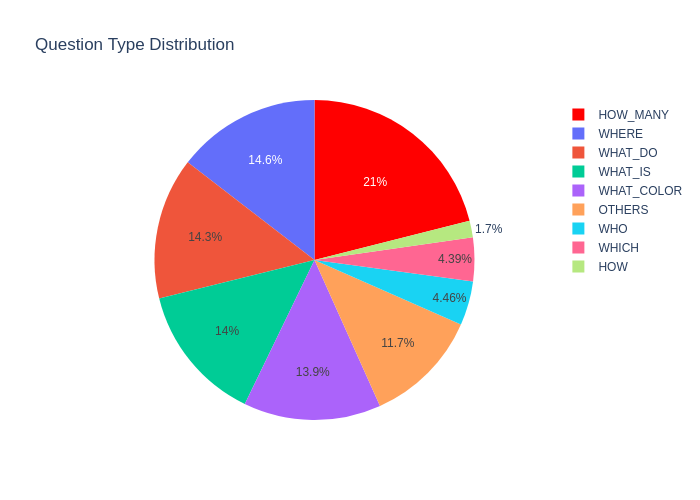 Question Type Distribution
21%
14.6%
14.3%
14%
13.9%
11.7%
4.46%
4.39%
1.7%
HOW_MANY
WHERE
WHAT_DO
WHAT_IS
WHAT_COLOR
OTHERS
WHO
WHICH
HOW